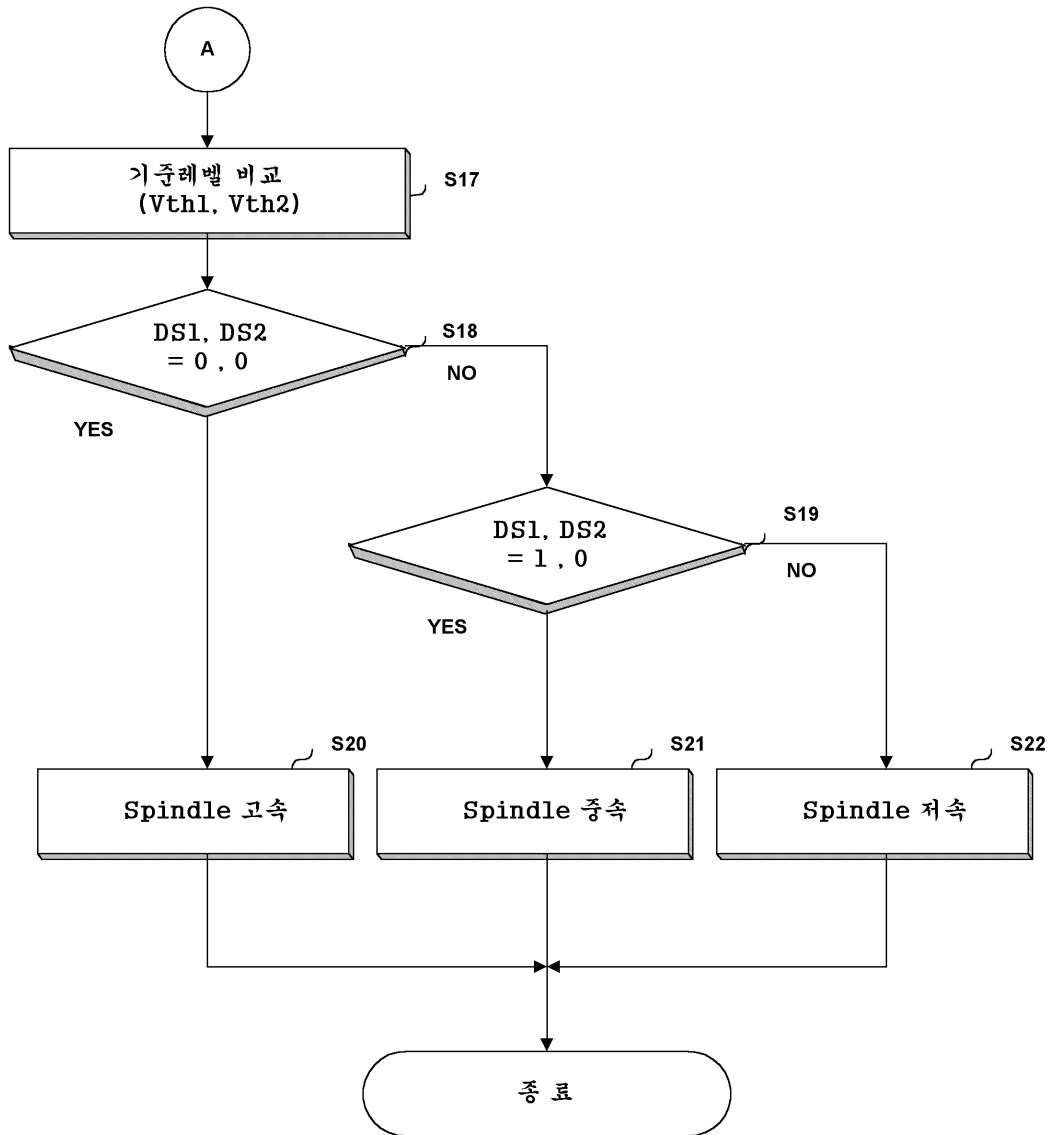 A
기준레벨 비교
(Vth1, Vth2)
S17
DS1, DS2
= 0 , 0
S18
NO
YES
DS1, DS2
= 1 , 0
S19
NO
YES
S20
S21
S22
Spindle 고속
Spindle 중속
Spindle 저속
종 료